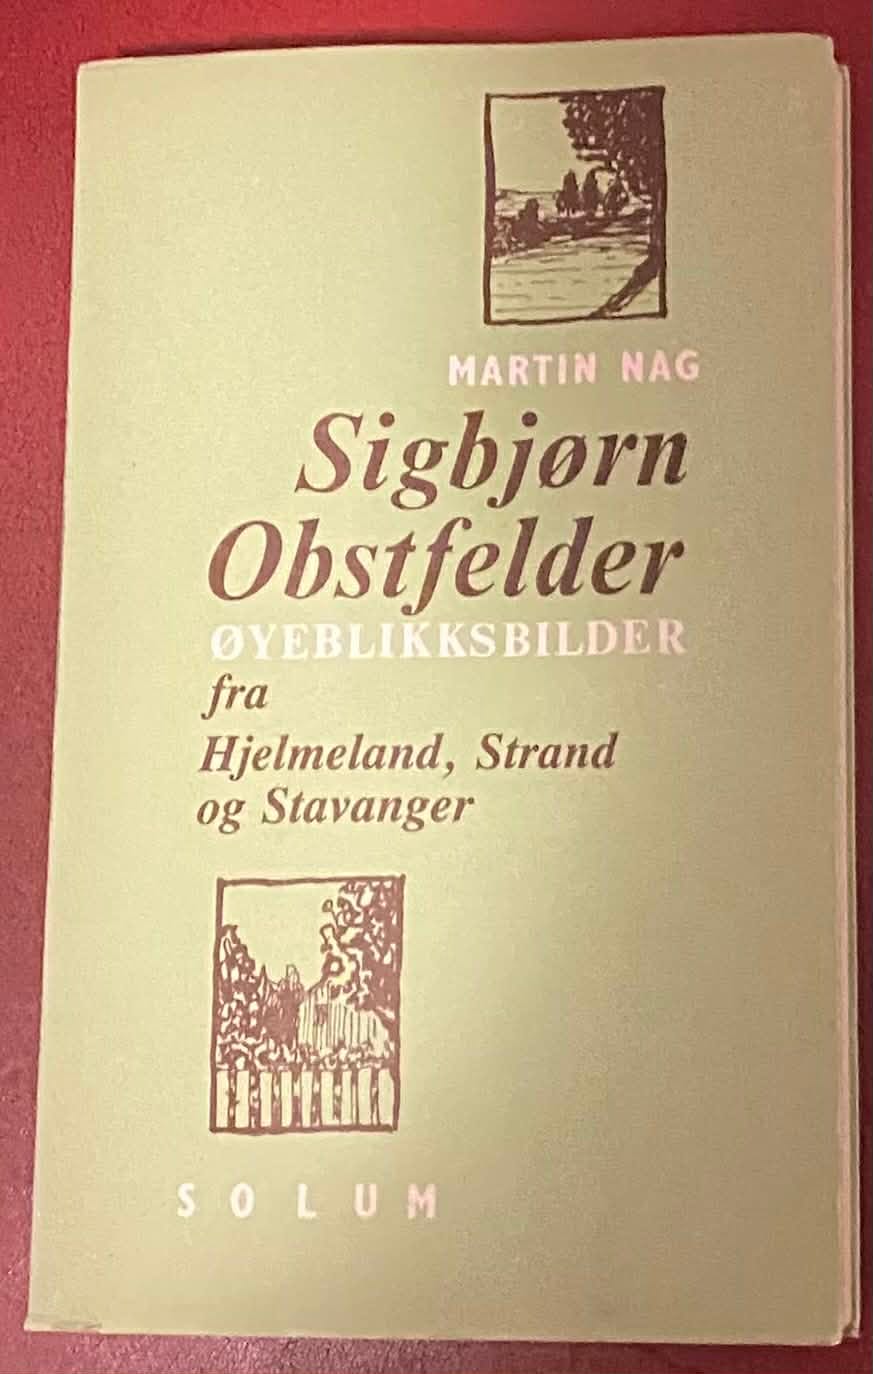 MARTIN NAG
Sigbjørn
Obstfelder
ØYEBLIKKSBILDER
fra
Hjelmeland, Strand
og Stavanger
SOLUM